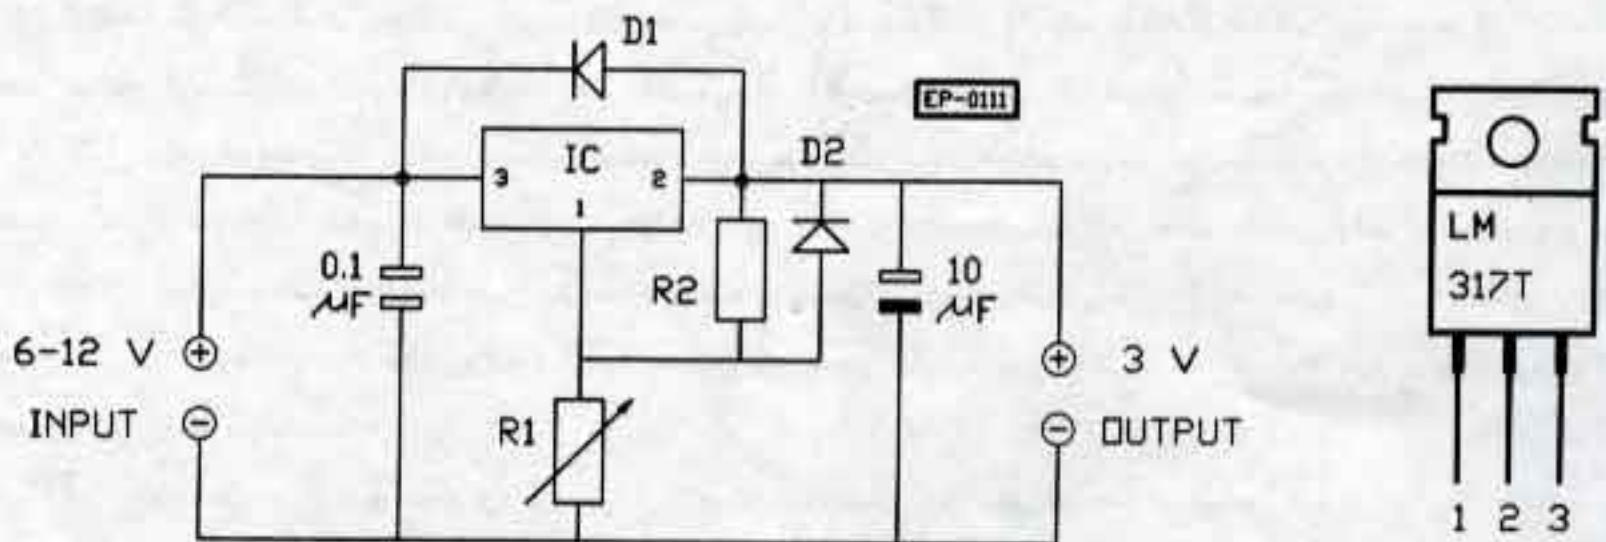 D1
EP-0111
IC
3
2
1
D2
0.1
µF
R2
10
µF
6-12 V
INPUT
R1
3 V
OUTPUT
LM
317T
1 2 3